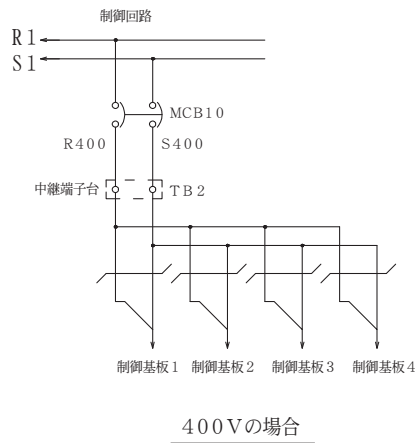 制御回路
R1
S1
MCB10
R400 S400
中継端子台 TB2
制御基板1 制御基板2 制御基板3 制御基板4
400Vの場合